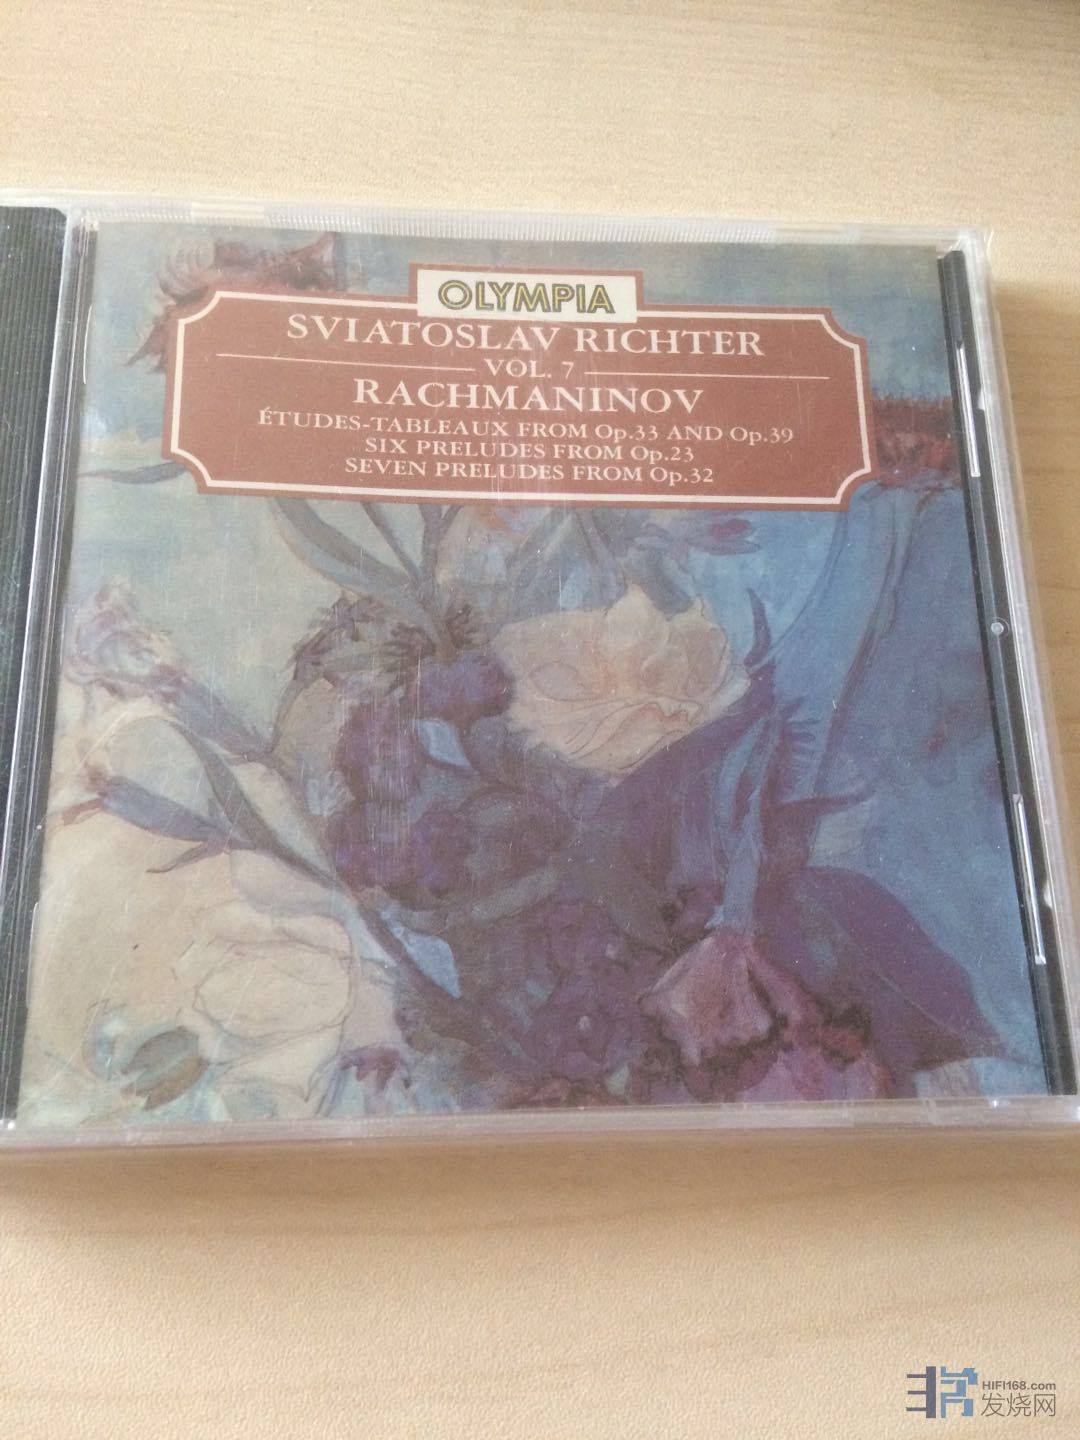 OLYMPIA
SVIATOSLAV RICHTER
VOL. 7
RACHMANINOV
ÉTUDES-TABLEAUX FROM Op.33 AND Op.39
SIX PRELUDES FROM Op.23
SEVEN PRELUDES FROM Op.32
HIFI168.com
发烧网